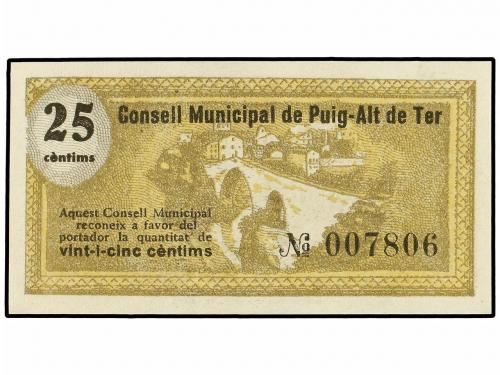 25
cèntims
Consell Municipal de Puig-Alt de Ter
Aquest Consell Municipal
reconeix a favor del
portador la quantitat de
vint-i-cinc cèntims
Nº 007806